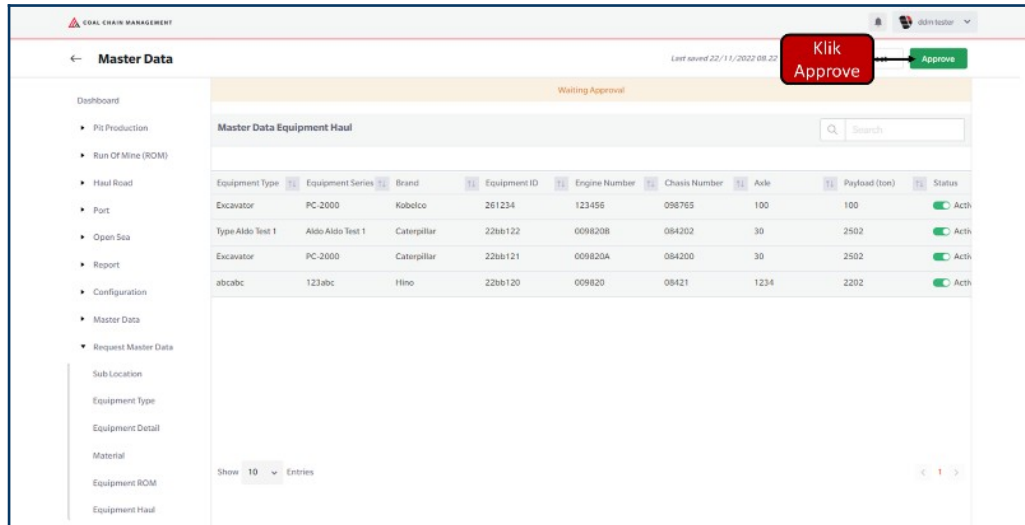 COAL CHAIN MANAGEMENT
ddm tester
← Master Data
Last saved 22/11/2022 08.22
Klik
Approve
Approve
Waiting Approval
Dashboard
Pit Production
Run Of Mine (ROM)
Haul Road
Port
Open Sea
Report
Configuration
Master Data
Request Master Data
Sub Location
Equipment Type
Equipment Detail
Material
Equipment ROM
Equipment Haul
Master Data Equipment Haul
Search
Equipment Type Equipment Series Brand Equipment ID Engine Number Chasis Number Axle Payload (ton) Status
Excavator PC-2000 Kobelco 261234 123456 098765 100 100 Activ
Type Aldo Test 1 Aldo Aldo Test 1 Caterpillar 22bb122 009820B 084202 30 2502 Activ
Excavator PC-2000 Caterpillar 22bb121 009820A 084200 30 2502 Activ
abcabc 123abc Hino 22bb120 009820 08421 1234 2202 Activ
Show 10 Entries
< 1 >